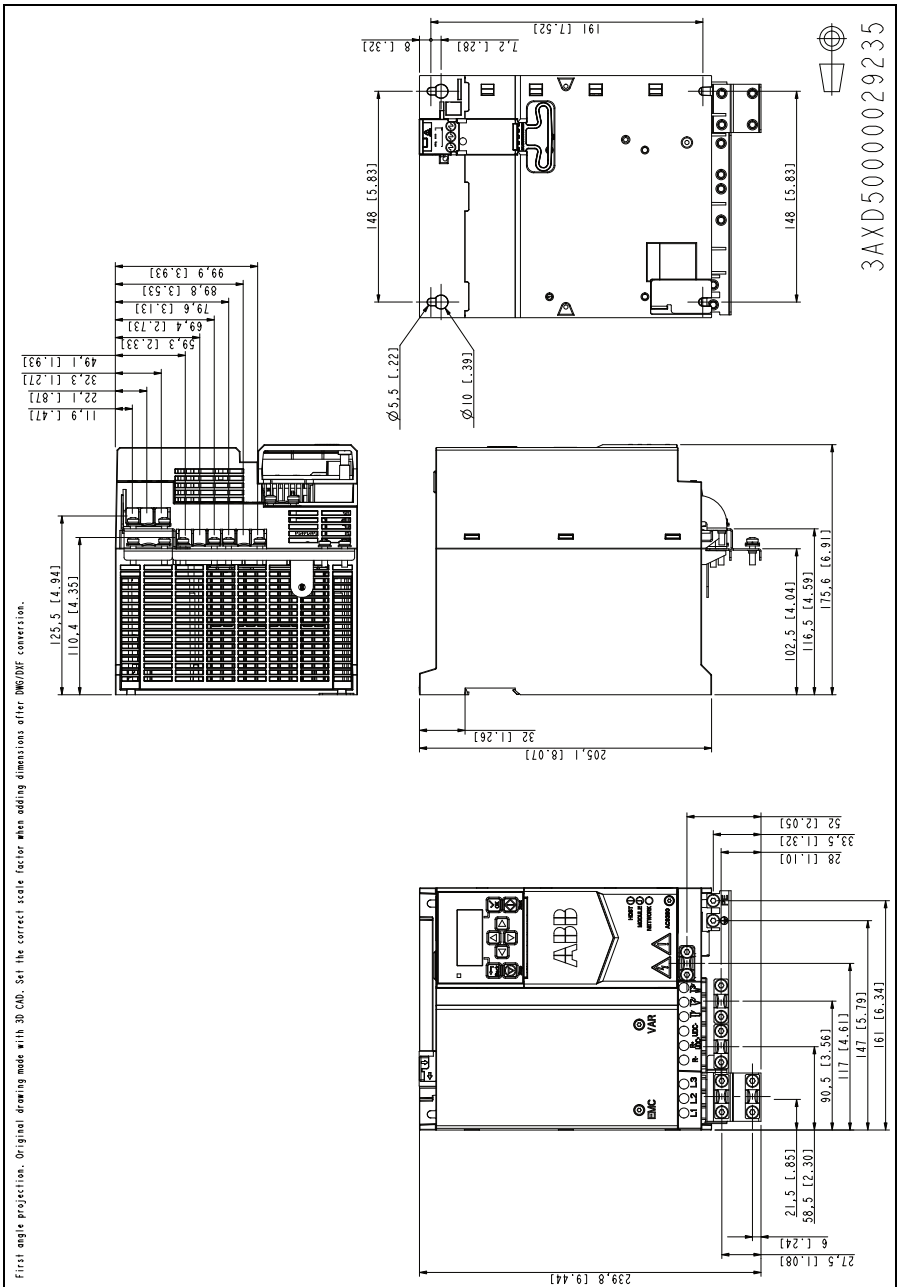 3AXD50000029235
191 [7.52]
8 [.32]
7,2 [.28]
148 [5.83]
148 [5.83]
Ø5,5 [.22]
Ø10 [.39]
99,9 [3.93]
89,8 [3.53]
79,6 [3.13]
69,4 [2.73]
59,3 [2.33]
49,1 [1.93]
32,3 [1.27]
22,1 [.87]
11,9 [.47]
125,5 [4.94]
110,4 [4.35]
102,5 [4.04]
116,5 [4.59]
175,6 [6.91]
32 [1.26]
205,1 [8.07]
52 [2.05]
33,5 [1.32]
28 [1.10]
ABB
HOST
MODULE
NETWORK
ACS380
VAR
EMC
L1
L2
L3
R-
UDC-
90,5 [3.56]
117 [4.61]
147 [5.79]
161 [6.34]
21,5 [.85]
58,5 [2.30]
6 [.24]
27,5 [1.08]
239,8 [9.44]
First angle projection. Original drawing made with 3D CAD. Set the correct scale factor when adding dimensions after DWG/DXF conversion.